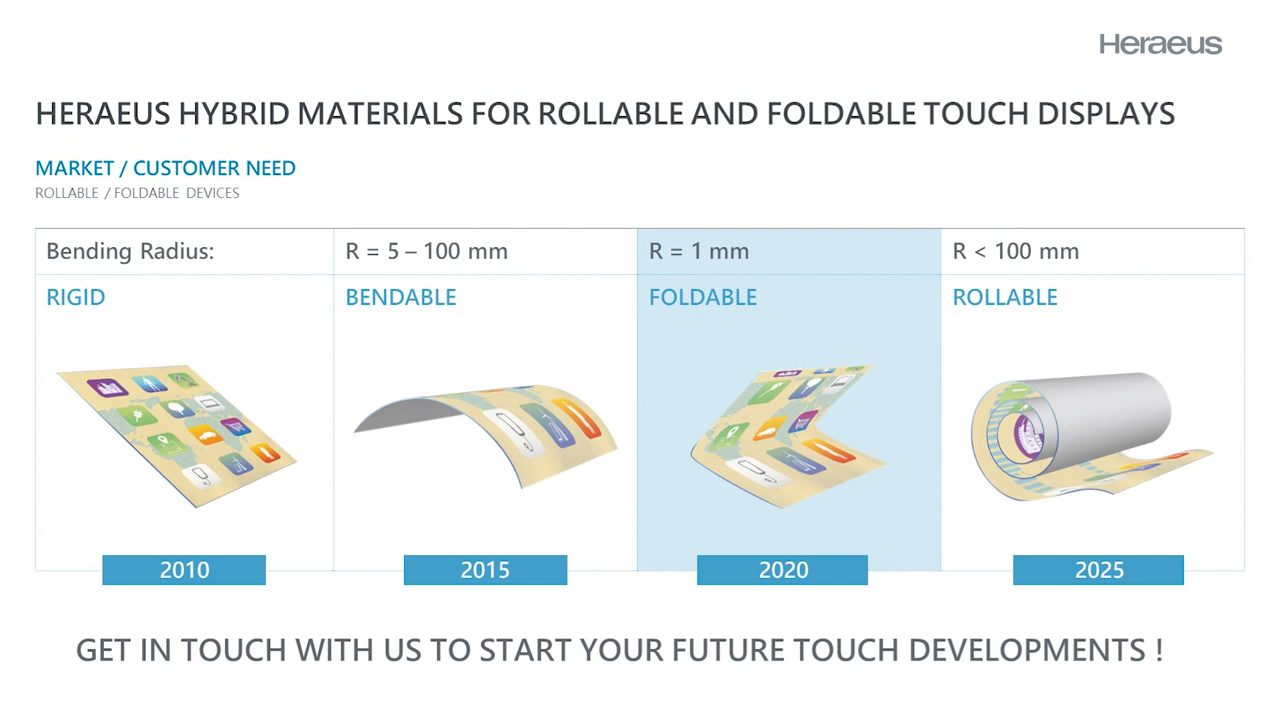 Heraeus
HERAEUS HYBRID MATERIALS FOR ROLLABLE AND FOLDABLE TOUCH DISPLAYS
MARKET / CUSTOMER NEED
ROLLABLE / FOLDABLE DEVICES
Bending Radius:
R = 5 – 100 mm
R = 1 mm
R < 100 mm
RIGID
BENDABLE
FOLDABLE
ROLLABLE
2010
2015
2020
2025
GET IN TOUCH WITH US TO START YOUR FUTURE TOUCH DEVELOPMENTS !